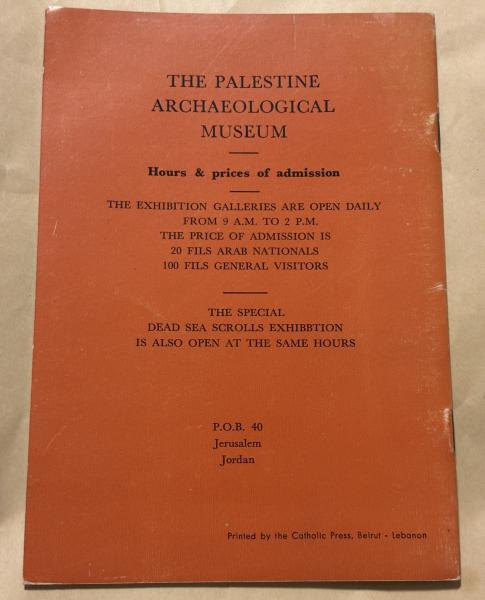 THE PALESTINE
ARCHAEOLOGICAL
MUSEUM
Hours & prices of admission
THE EXHIBITION GALLERIES ARE OPEN DAILY
FROM 9 A.M. TO 2 P.M.
THE PRICE OF ADMISSION IS
20 FILS ARAB NATIONALS
100 FILS GENERAL VISITORS
THE SPECIAL
DEAD SEA SCROLLS EXHIBBTION
IS ALSO OPEN AT THE SAME HOURS
P.O.B. 40
Jerusalem
Jordan
Printed by the Catholic Press, Beirut - Lebanon